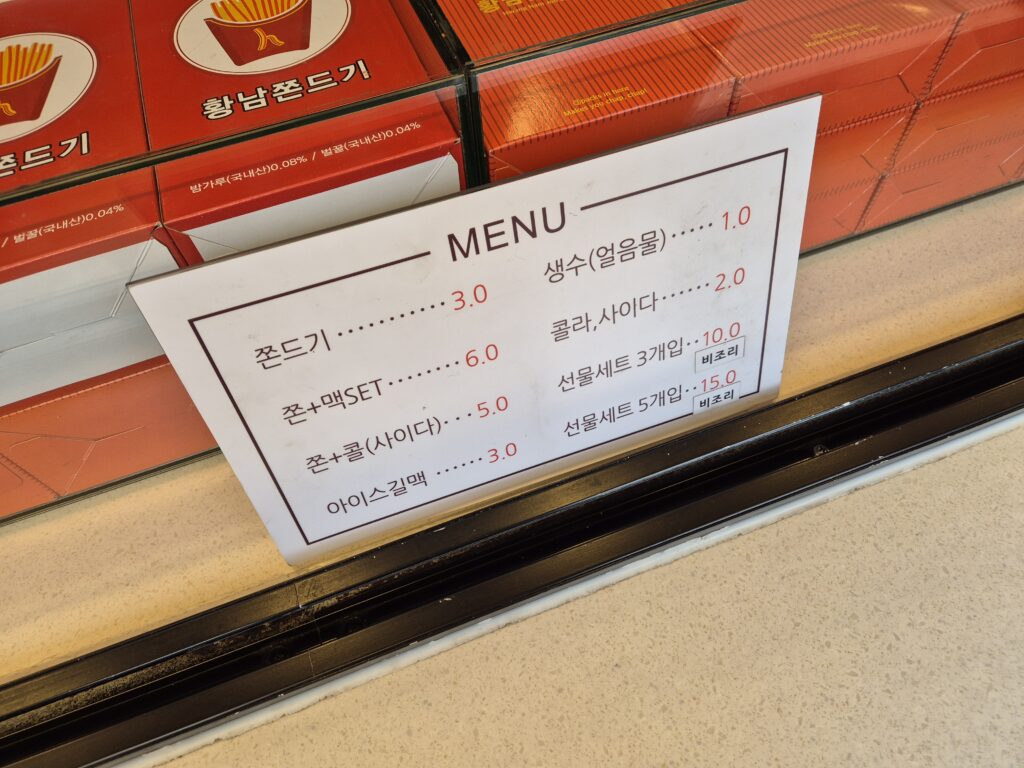 황남쫀드기
쫀드기
밤가루(국내산)0.08% / 벌꿀(국내산)0.04%
/ 벌꿀(국내산)0.04%
황남
MENU
쫀드기 ············ 3.0
쫀+맥SET ······· 6.0
쫀+콜(사이다)· 5.0
아이스길맥 ······ 3.0
생수(얼음물) ····· 1.0
콜라,사이다 ······· 2.0
선물세트 3개입 ·· 10.0
비조리
선물세트 5개입 ·· 15.0
비조리